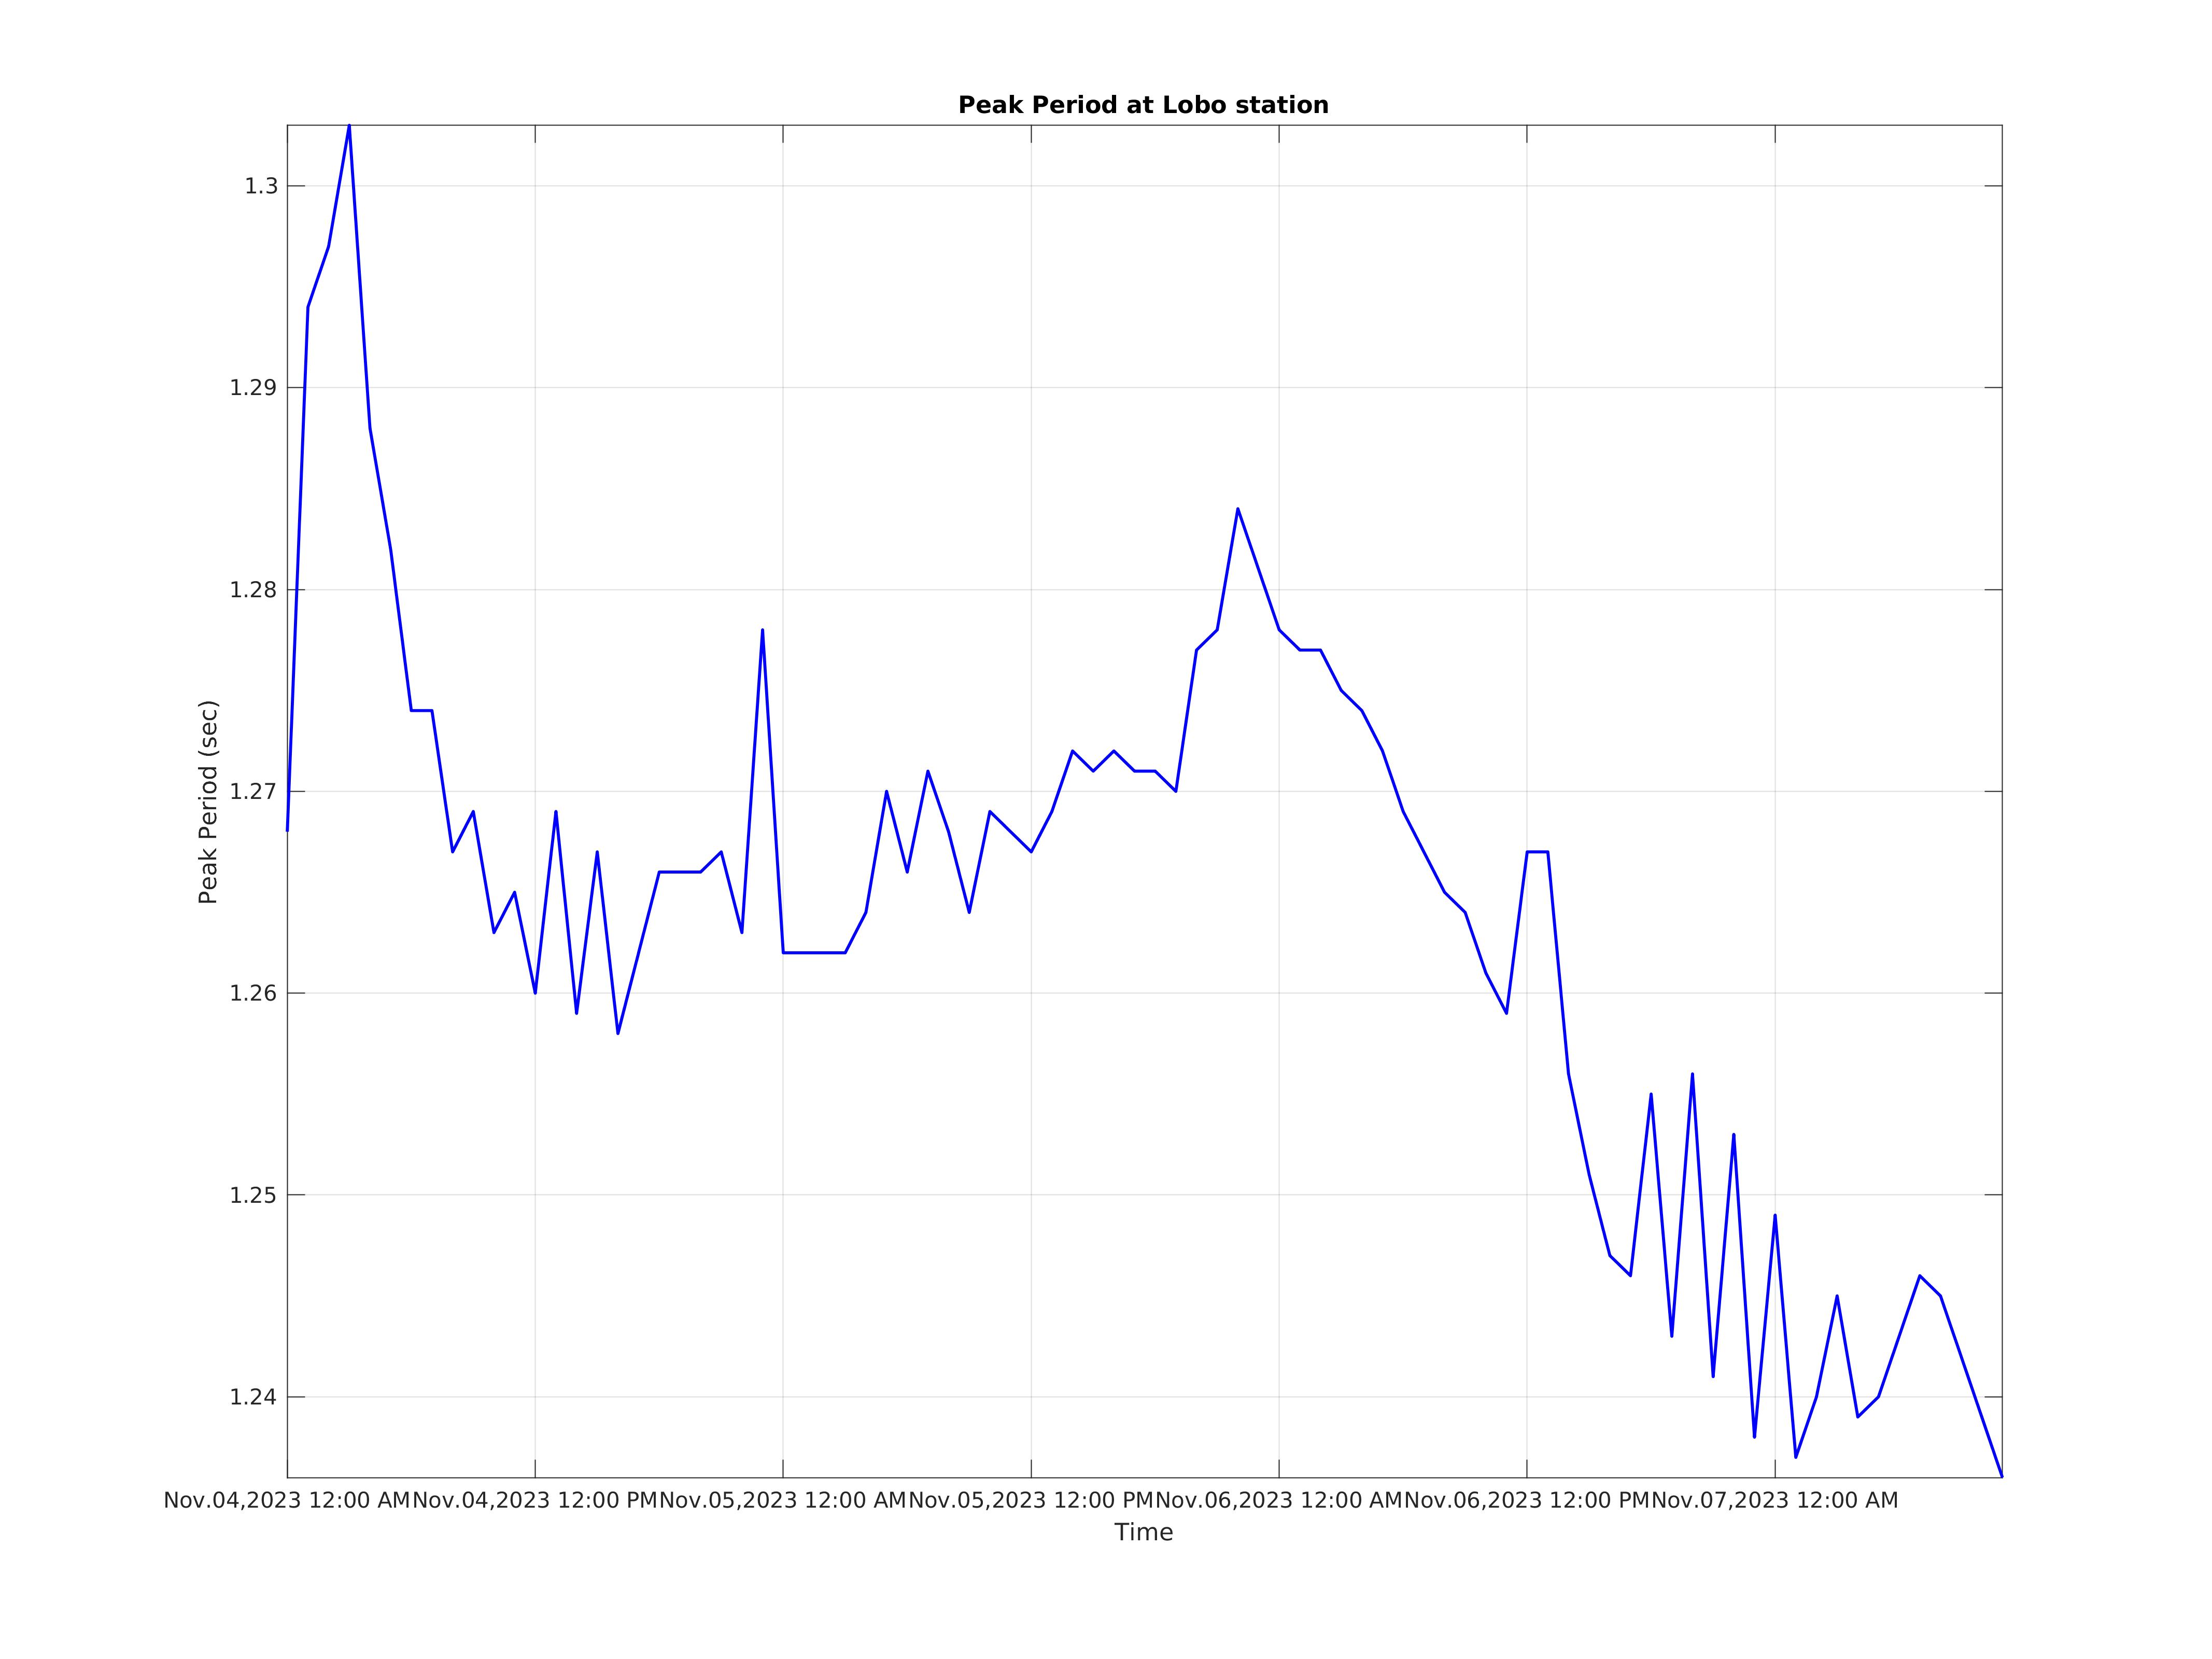 Peak Period at Lobo station
1.3
1.29
1.28
1.27
1.26
1.25
1.24
Peak Period (sec)
Nov.04,2023 12:00 AM Nov.04,2023 12:00 PM Nov.05,2023 12:00 AM Nov.05,2023 12:00 PM Nov.06,2023 12:00 AM Nov.06,2023 12:00 PM Nov.07,2023 12:00 AM
Time